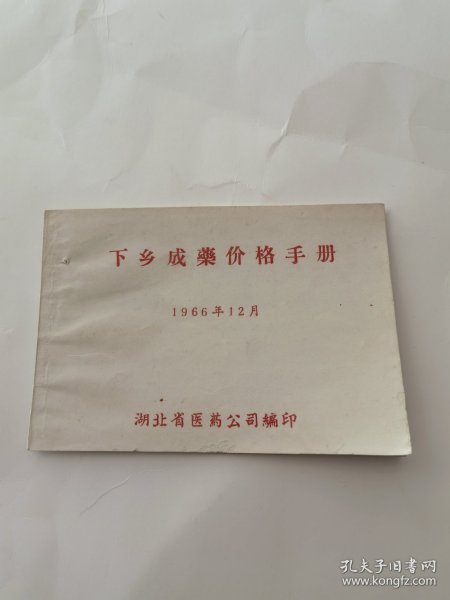 下乡成藥价格手册
1966年12月
湖北省医药公司編印
孔夫子旧书网
www.kongfz.com